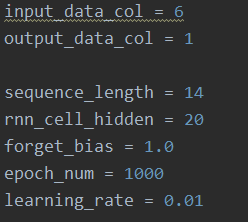 input_data_col = 6
output_data_col = 1
sequence_length = 14
rnn_cell_hidden = 20
forget_bias = 1.0
epoch_num = 1000
learning_rate = 0.01